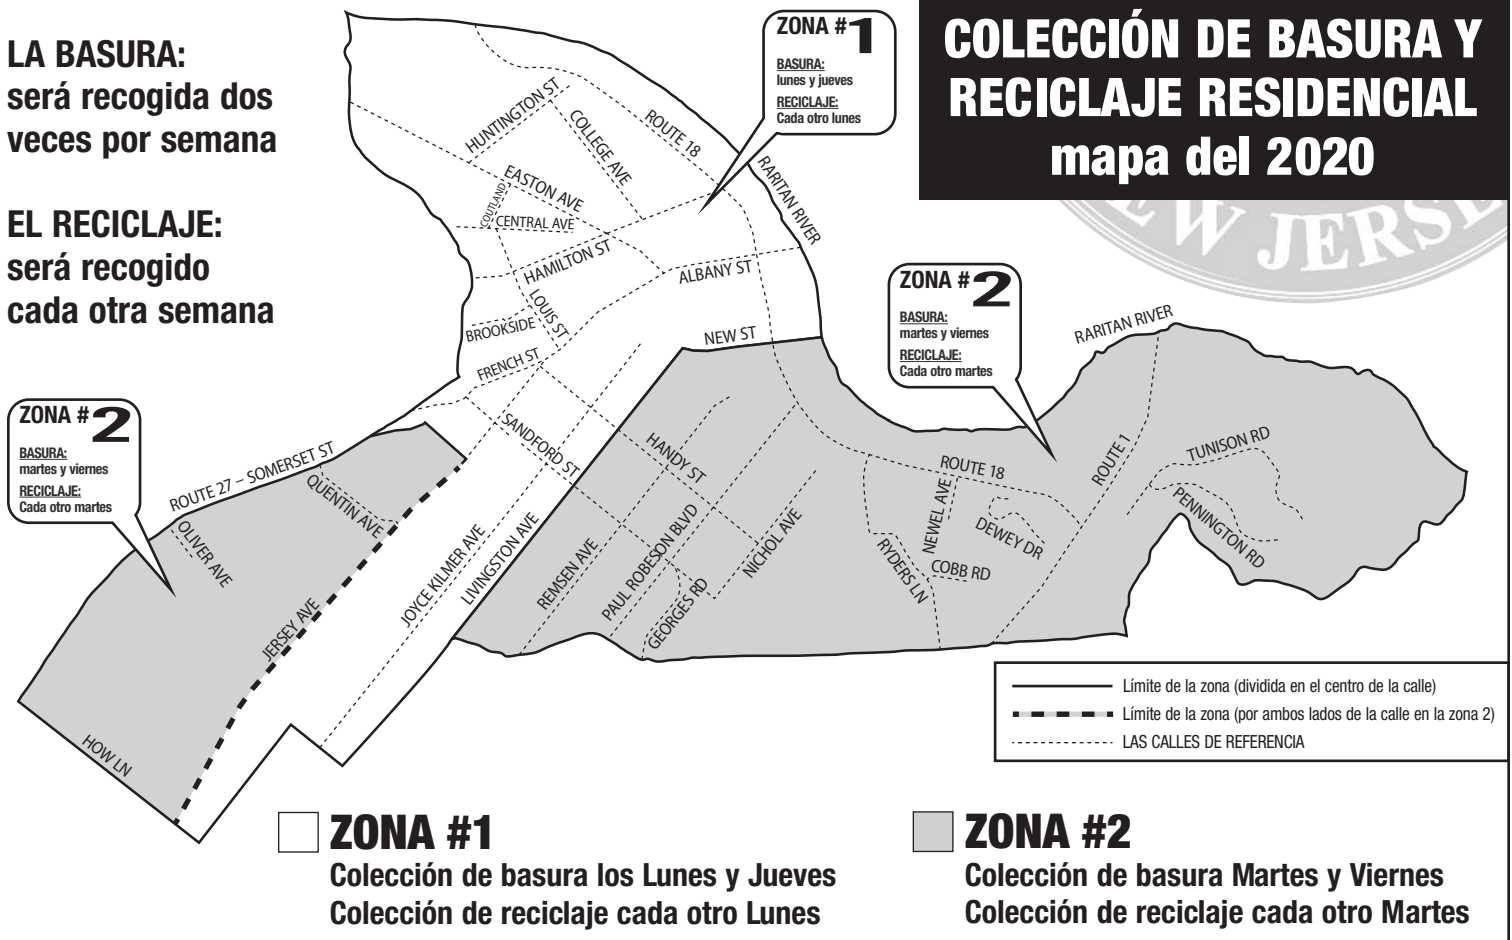 LA BASURA:
será recogida dos
veces por semana
EL RECICLAJE:
será recogido
cada otra semana
COLECCIÓN DE BASURA Y
RECICLAJE RESIDENCIAL
mapa del 2020
NEW JERSE
ZONA #1
BASURA:
lunes y jueves
RECICLAJE:
Cada otro lunes
ZONA #2
BASURA:
martes y viernes
RECICLAJE:
Cada otro martes
ZONA #2
BASURA:
martes y viernes
RECICLAJE:
Cada otro martes
HUNTINGTON ST
COLLEGE AVE
ROUTE 18
RARITAN RIVER
EASTON AVE
COUTLAND
CENTRAL AVE
HAMILTON ST
ALBANY ST
LOUIS ST
BROOKSIDE
FRENCH ST
NEW ST
RARITAN RIVER
SANDFORD ST
HANDY ST
ROUTE 27 – SOMERSET ST
QUENTIN AVE
OLIVER AVE
JERSEY AVE
HOW LN
JOYCE KILMER AVE
LIVINGSTON AVE
REMSEN AVE
PAUL ROBESON BLVD
GEORGES RD
NICHOL AVE
RYDERS LN
NEWEL AVE
ROUTE 18
DEWEY DR
COBB RD
ROUTE 1
TUNISON RD
PENNINGTON RD
Límite de la zona (dividida en el centro de la calle)
Límite de la zona (por ambos lados de la calle en la zona 2)
LAS CALLES DE REFERENCIA
ZONA #1
Colección de basura los Lunes y Jueves
Colección de reciclaje cada otro Lunes
ZONA #2
Colección de basura Martes y Viernes
Colección de reciclaje cada otro Martes